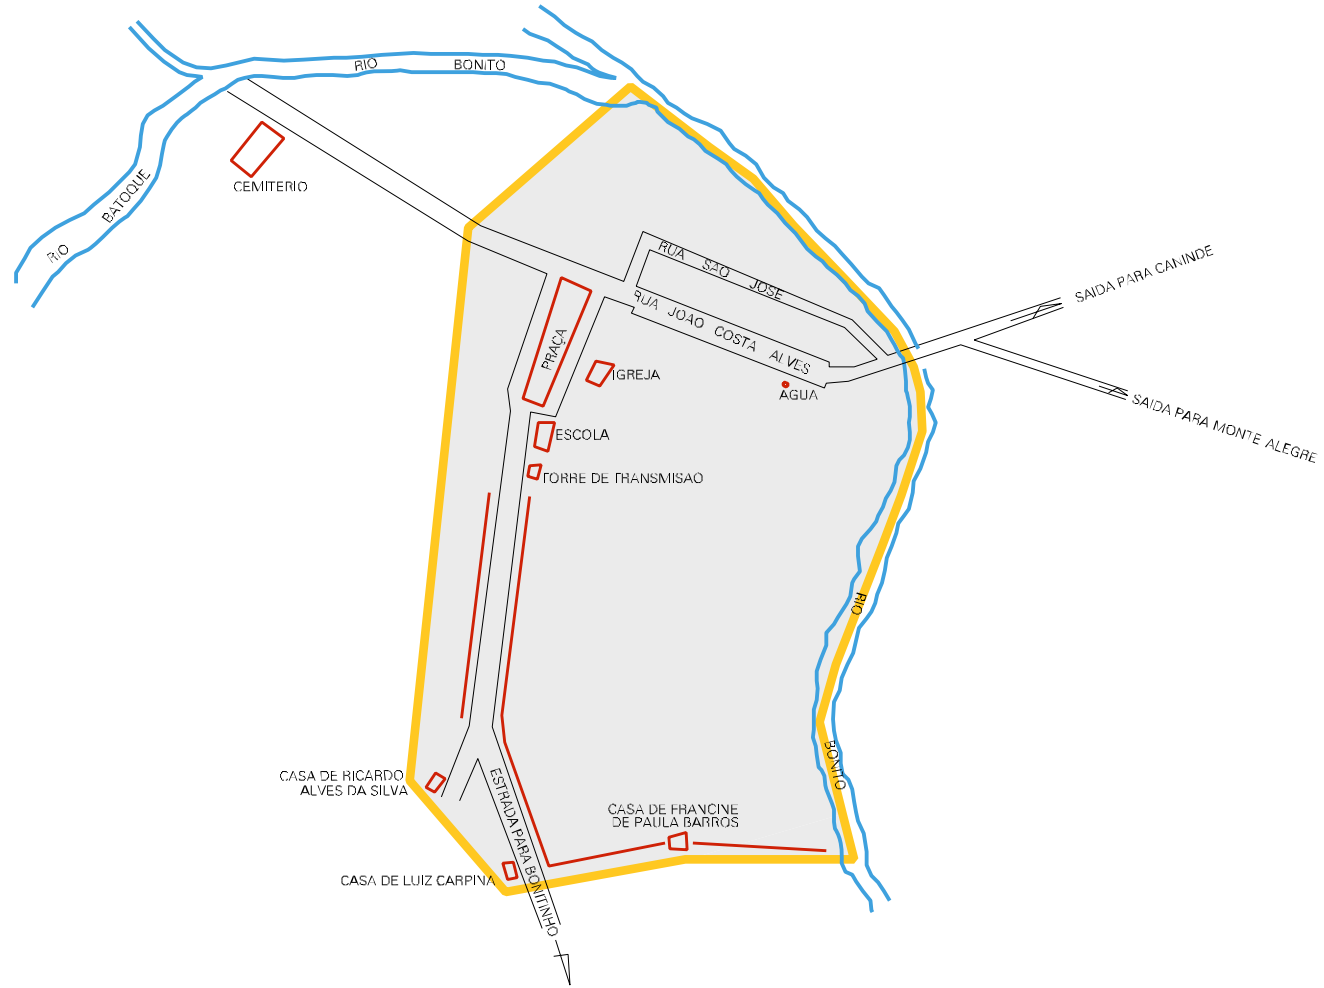 RIO BONITO
CEMITERIO
RIO BATOQUE
RUA SAO JOSE
RUA JOAO COSTA ALVES
SAIDA PARA CANINDE
PRAÇA
IGREJA
AGUA
SAIDA PARA MONTE ALEGRE
ESCOLA
TORRE DE TRANSMISAO
RIO BONITO
CASA DE RICARDO
ALVES DA SILVA
ESTRADA PARA BONITINHO
CASA DE FRANCINE
DE PAULA BARROS
CASA DE LUIZ CARPINA